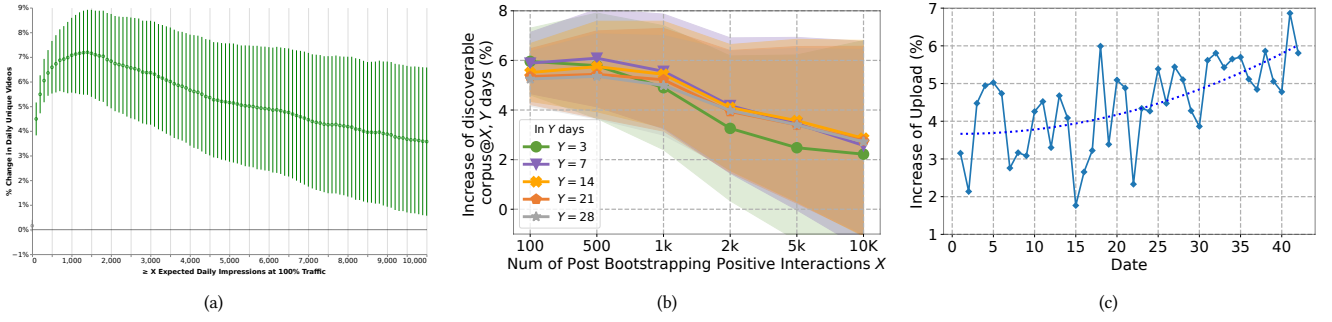 9%
8%
7%
6%
5%
4%
3%
2%
1%
0%
−1%
% Change in Daily Unique Videos
0 1,000 2,000 3,000 4,000 5,000 6,000 7,000 8,000 9,000 10,000
≥ X Expected Daily Impressions at 100% Traffic
(a)
8
6
4
2
0
Increase of discoverable
corpus@X, Y days (%)
In Y days
Y = 3
Y = 7
Y = 14
Y = 21
Y = 28
100 500 1k 2k 5k 10K
Num of Post Bootstrapping Positive Interactions X
(b)
7
6
5
4
3
2
1
Increase of Upload (%)
0 5 10 15 20 25 30 35 40
Date
(c)